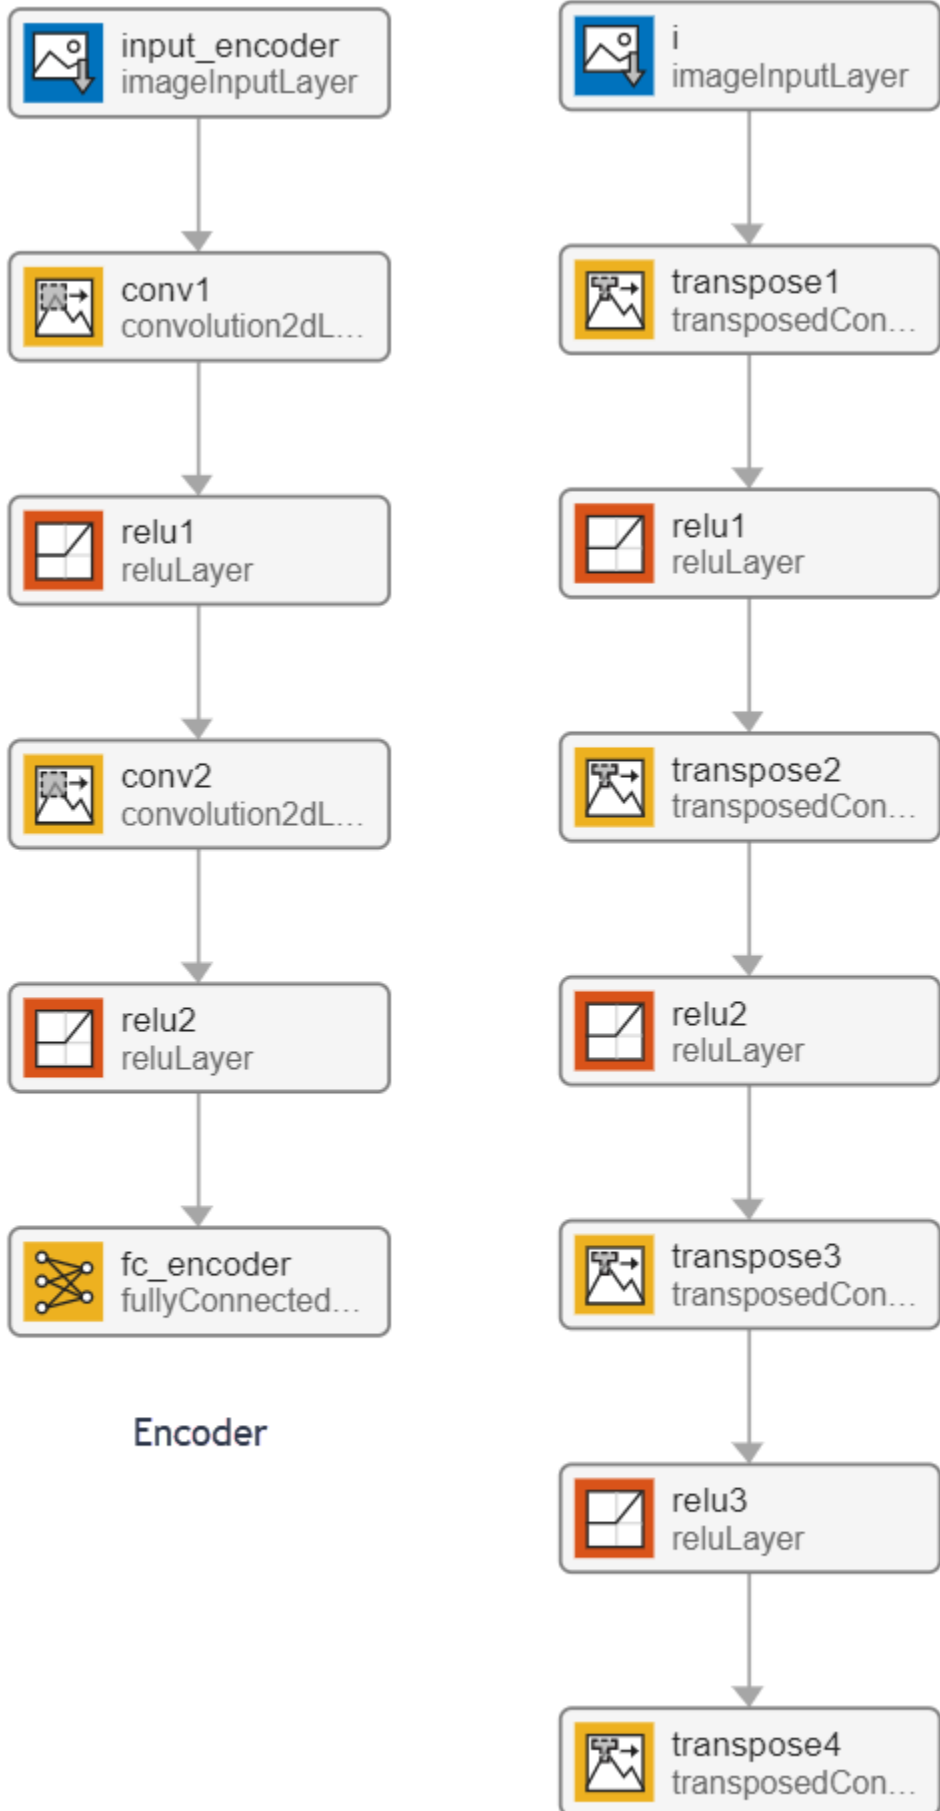 input_encoder
imageInputLayer
conv1
convolution2dL...
relu1
reluLayer
conv2
convolution2dL...
relu2
reluLayer
fc_encoder
fullyConnected...
Encoder
i
imageInputLayer
transpose1
transposedCon...
relu1
reluLayer
transpose2
transposedCon...
relu2
reluLayer
transpose3
transposedCon...
relu3
reluLayer
transpose4
transposedCon...